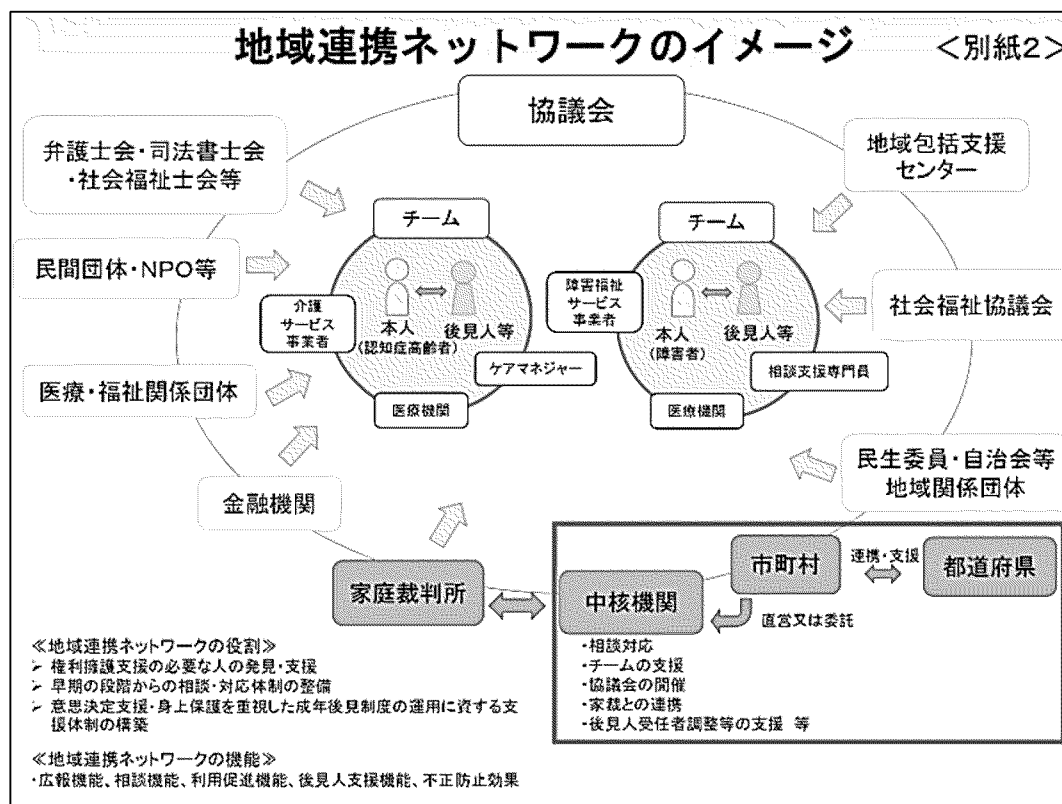 地域連携ネットワークのイメージ
<別紙2>
協議会
弁護士会・司法書士会
・社会福祉士会等
地域包括支援
センター
チーム
チーム
民間団体・NPO等
介護
サービス
事業者
本人
(認知症高齢者)
後見人等
障害福祉
サービス
事業者
本人
(障害者)
後見人等
社会福祉協議会
ケアマネジャー
相談支援専門員
医療・福祉関係団体
医療機関
医療機関
金融機関
民生委員・自治会等
地域関係団体
家庭裁判所
中核機関
市町村
連携・支援
都道府県
直営又は委託
・相談対応
・チームの支援
・協議会の開催
・家裁との連携
・後見人受任者調整等の支援 等
≪地域連携ネットワークの役割≫
➢ 権利擁護支援の必要な人の発見・支援
➢ 早期の段階からの相談・対応体制の整備
➢ 意思決定支援・身上保護を重視した成年後見制度の運用に資する支
援体制の構築
≪地域連携ネットワークの機能≫
・広報機能、相談機能、利用促進機能、後見人支援機能、不正防止効果